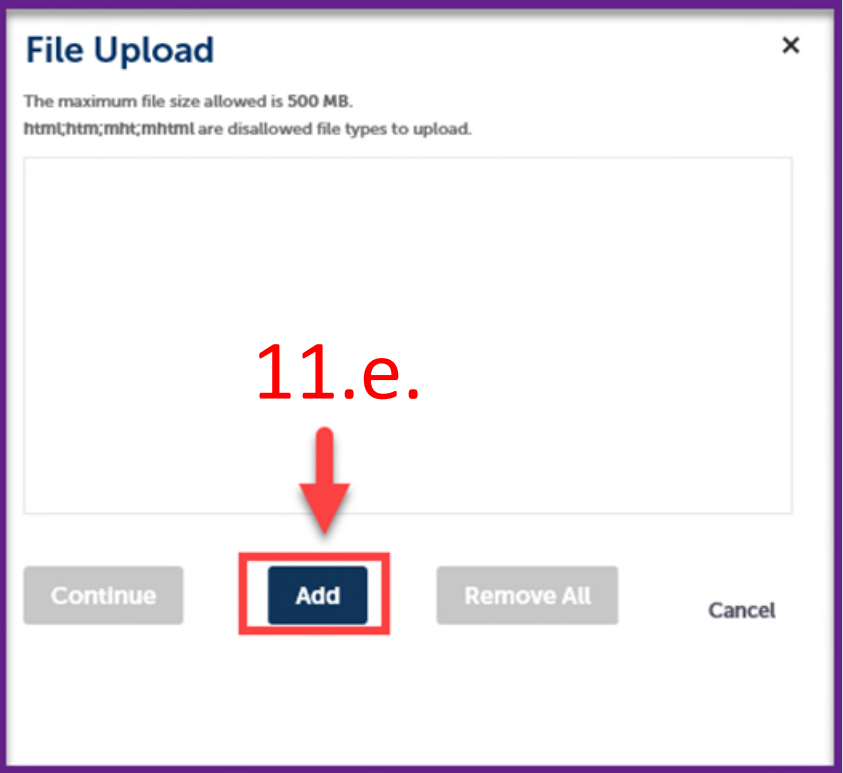 File Upload
The maximum file size allowed is 500 MB.
html;htm;mht;mhtml are disallowed file types to upload.
11.e.
Continue Add Remove All Cancel